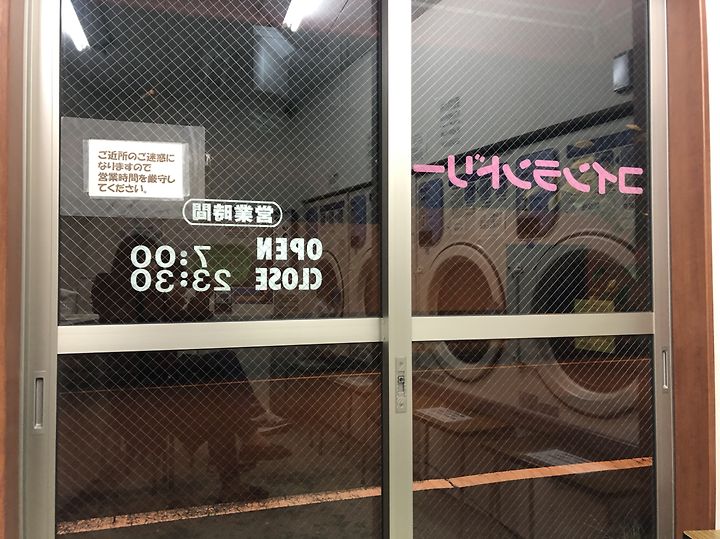 ご近所のご迷惑に
なりますので
営業時間を厳守し
てください。
営業時間
OPEN 7:00
CLOSE 23:30
コインランドリー